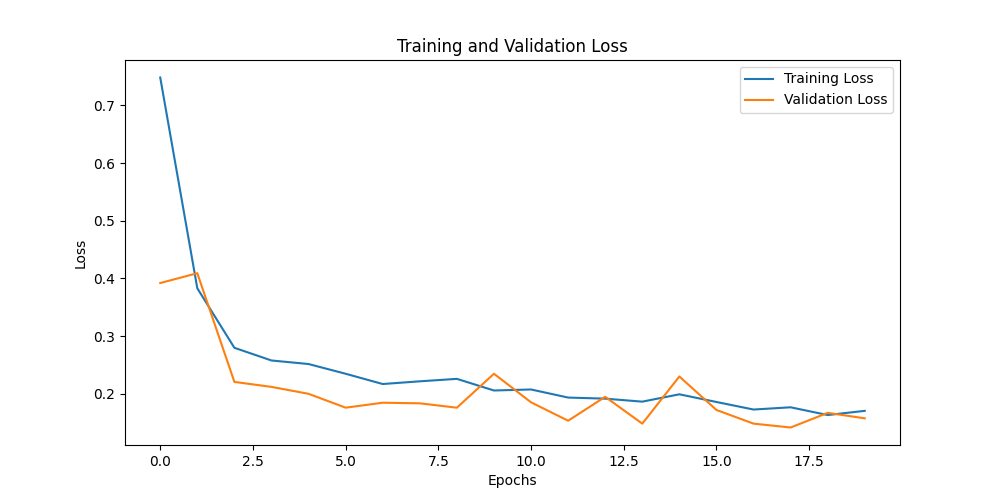 Training and Validation Loss
Training Loss
Validation Loss
0.7
0.6
0.5
0.4
0.3
0.2
Loss
0.0 2.5 5.0 7.5 10.0 12.5 15.0 17.5
Epochs